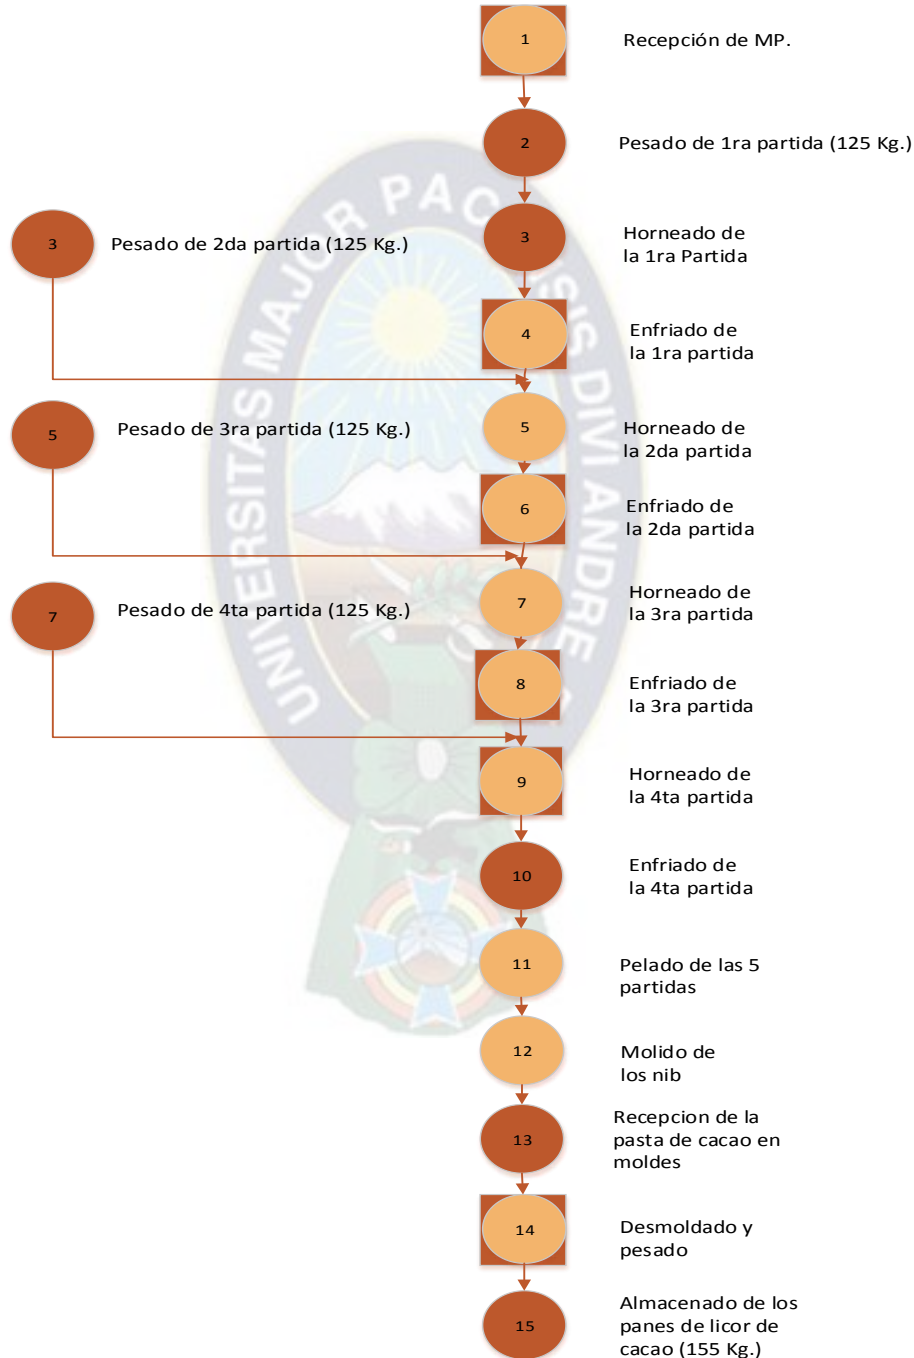 1
Recepción de MP.
2
Pesado de 1ra partida (125 Kg.)
3
Pesado de 2da partida (125 Kg.)
3
Horneado de
la 1ra Partida
4
Enfriado de
la 1ra partida
5
Pesado de 3ra partida (125 Kg.)
5
Horneado de
la 2da partida
6
Enfriado de
la 2da partida
7
Pesado de 4ta partida (125 Kg.)
7
Horneado de
la 3ra partida
8
Enfriado de
la 3ra partida
9
Horneado de
la 4ta partida
10
Enfriado de
la 4ta partida
11
Pelado de las 5
partidas
12
Molido de
los nib
13
Recepcion de la
pasta de cacao en
moldes
14
Desmoldado y
pesado
15
Almacenado de los
panes de licor de
cacao (155 Kg.)
UNIVERSITAS MAJOR PACENSIS DIVI ANDRE